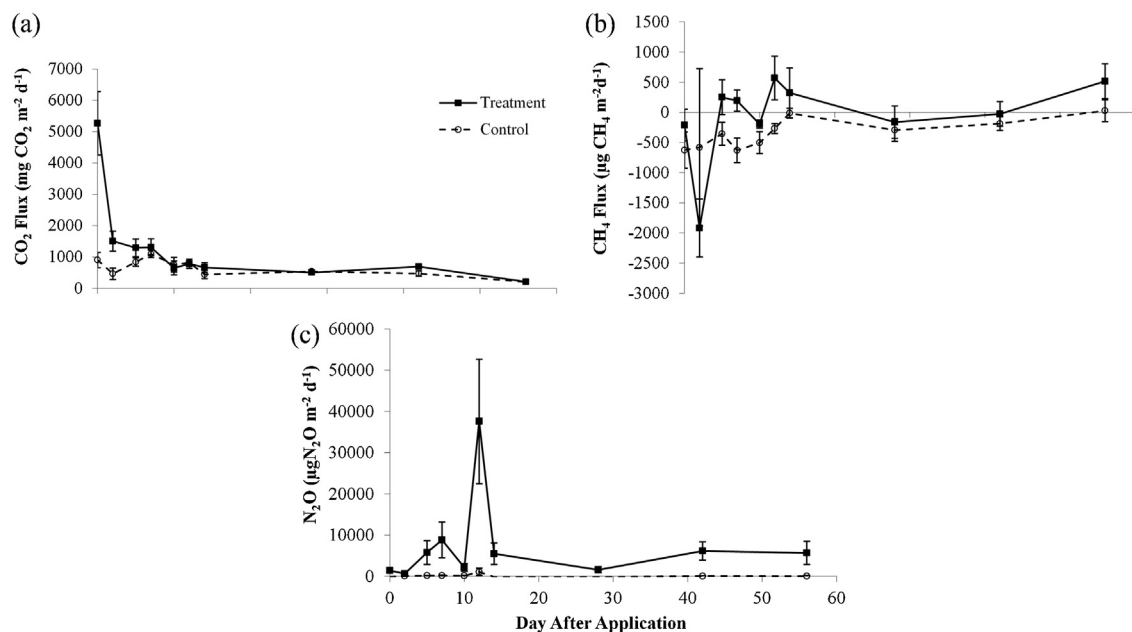 (a)
CO₂ Flux (mg CO₂ m⁻² d⁻¹)
7000
6000
5000
4000
3000
2000
1000
0
Treatment
Control
(b)
CH₄ Flux (µg CH₄ m⁻²d⁻¹)
1500
1000
500
0
-500
-1000
-1500
-2000
-2500
-3000
(c)
N₂O (µgN₂O m⁻² d⁻¹)
60000
50000
40000
30000
20000
10000
0
0 10 20 30 40 50 60
Day After Application